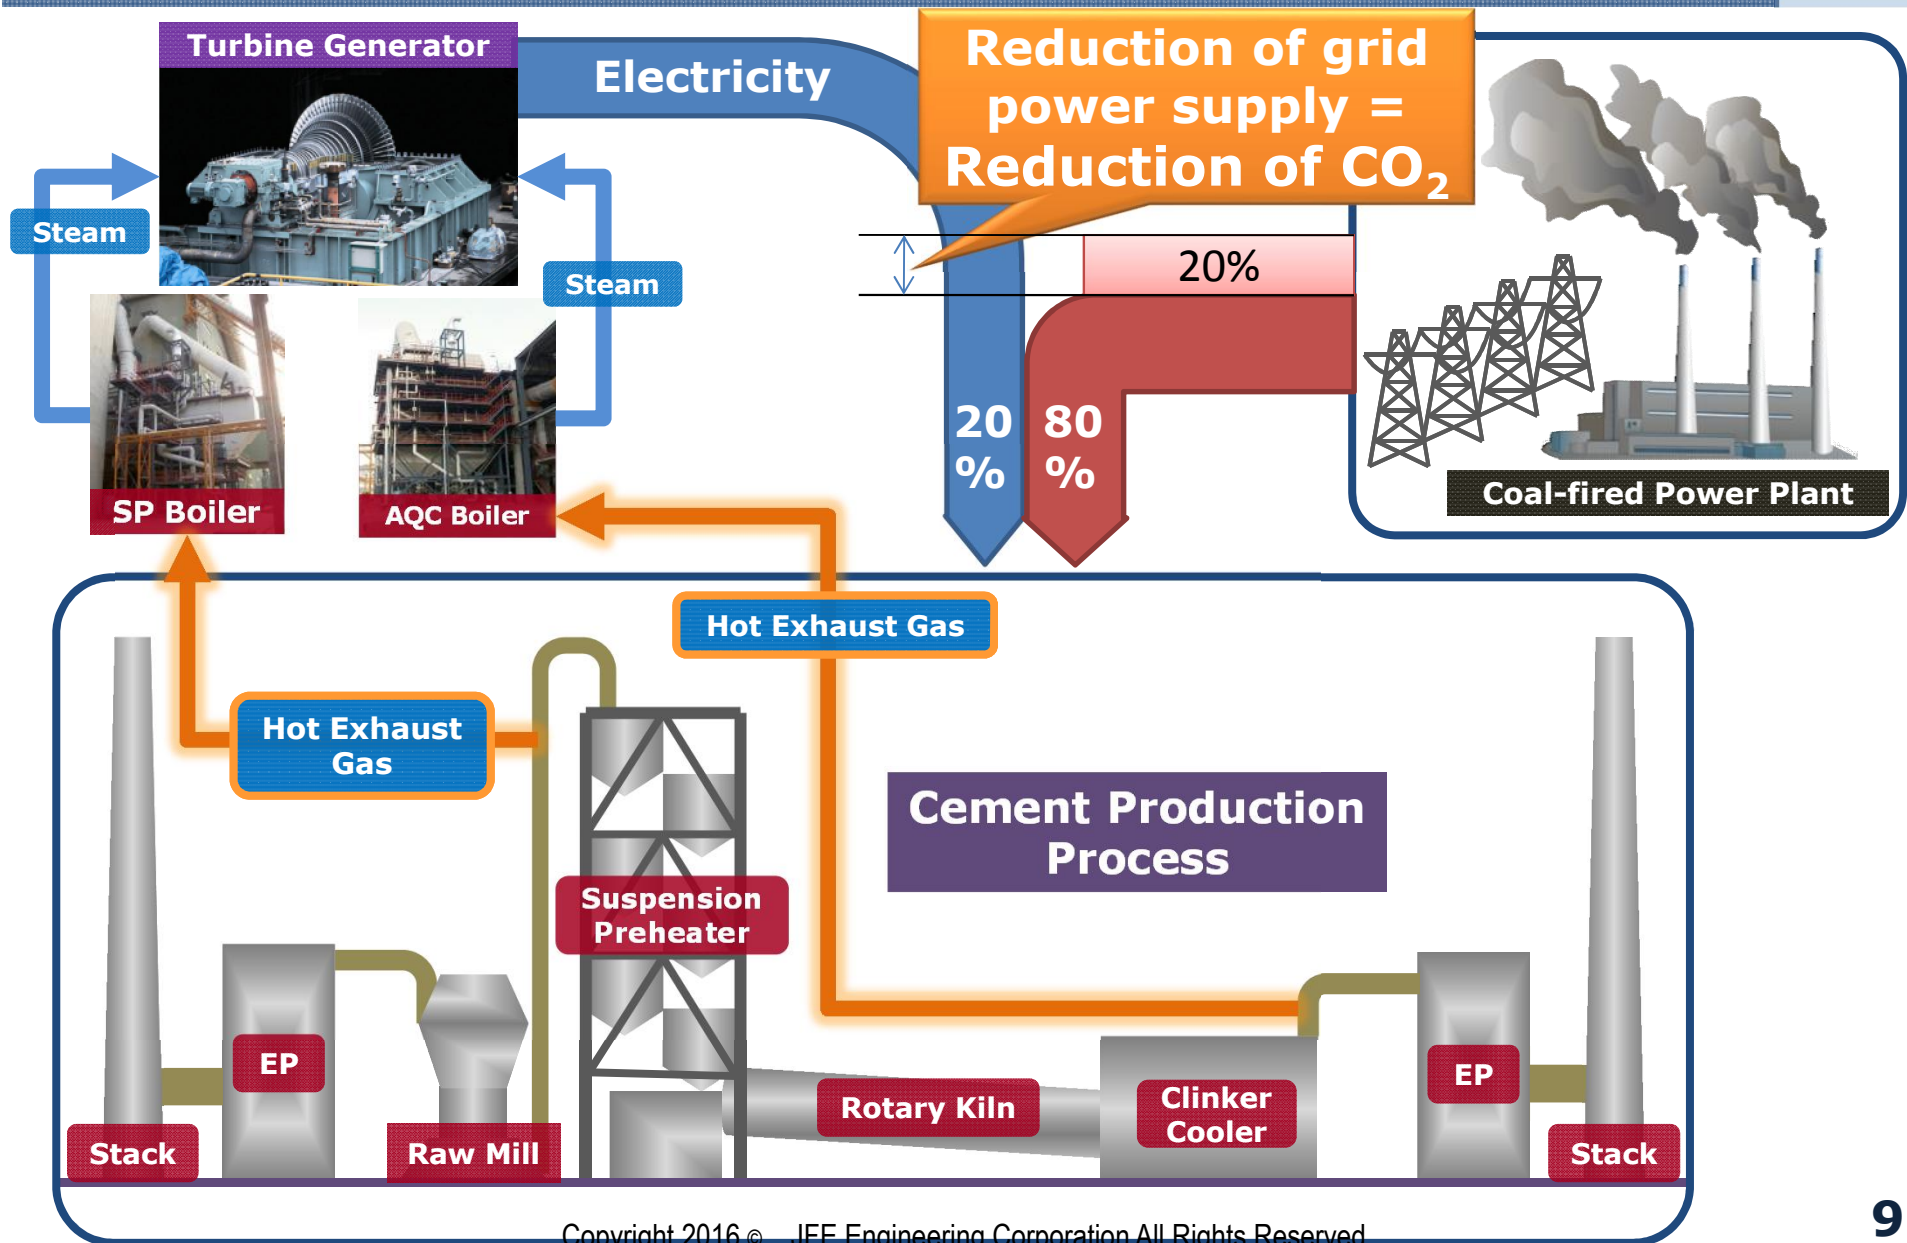 Turbine Generator
Electricity
Reduction of grid
power supply =
Reduction of CO₂
Steam
Steam
20%
20
%
80
%
SP Boiler
AQC Boiler
Coal-fired Power Plant
Hot Exhaust Gas
Hot Exhaust
Gas
Cement Production
Process
Suspension
Preheater
EP
EP
Rotary Kiln
Clinker
Cooler
Stack
Raw Mill
Stack
Copyright 2016 © JFE Engineering Corporation All Rights Reserved
9